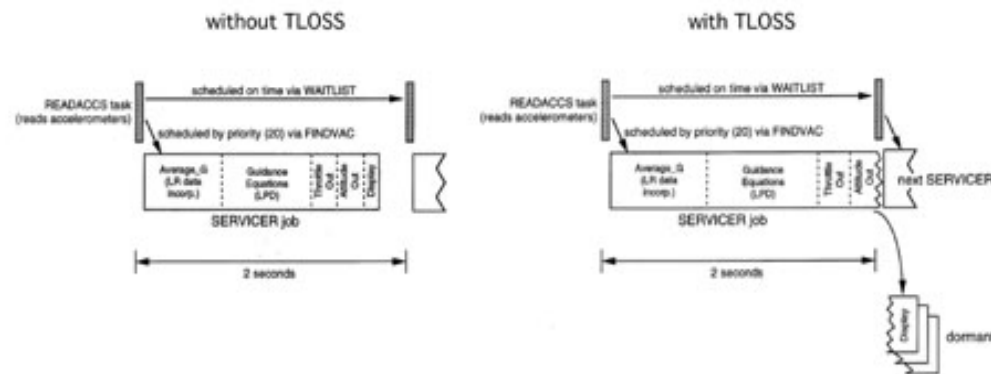 without TLOSS
READACCS task
(reads accelerometers)
scheduled on time via WAITLIST
scheduled by priority (20) via FINDVAC
Average_G
(LR data
incorp.)
Guidance
Equations
(LPD)
Throttle
Out
Attitude
Out
Display
SERVICER job
2 seconds
with TLOSS
READACCS task
(reads accelerometers)
scheduled on time via WAITLIST
scheduled by priority (20) via FINDVAC
Average_G
(LR data
incorp.)
Guidance
Equations
(LPD)
Throttle
Out
Attitude
Out
next SERVICER
SERVICER job
2 seconds
Display
dorman